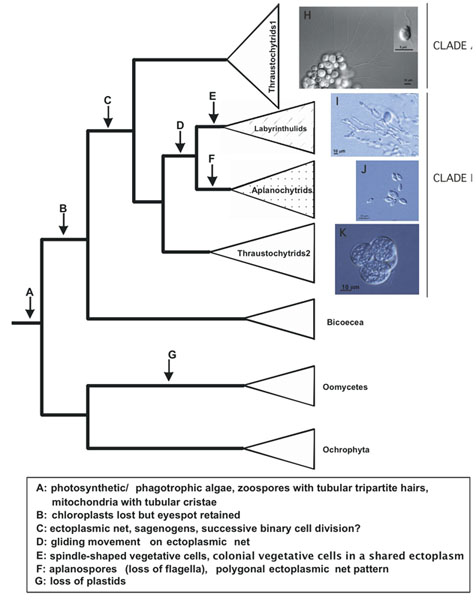 H
CLADE
Thraustochytrids1
C
E
D
Labyrinthulids
I
10 µm
F
J
CLADE
Aplanochytrids
B
K
Thraustochytrids2
10 µm
A
Bicoecea
G
Oomycetes
Ochrophyta
A: photosynthetic/ phagotrophic algae, zoospores with tubular tripartite hairs,
mitochondria with tubular cristae
B: chloroplasts lost but eyespot retained
C: ectoplasmic net, sagenogens, successive binary cell division?
D: gliding movement on ectoplasmic net
E: spindle-shaped vegetative cells, colonial vegetative cells in a shared ectoplasm
F: aplanospores (loss of flagella), polygonal ectoplasmic net pattern
G: loss of plastids